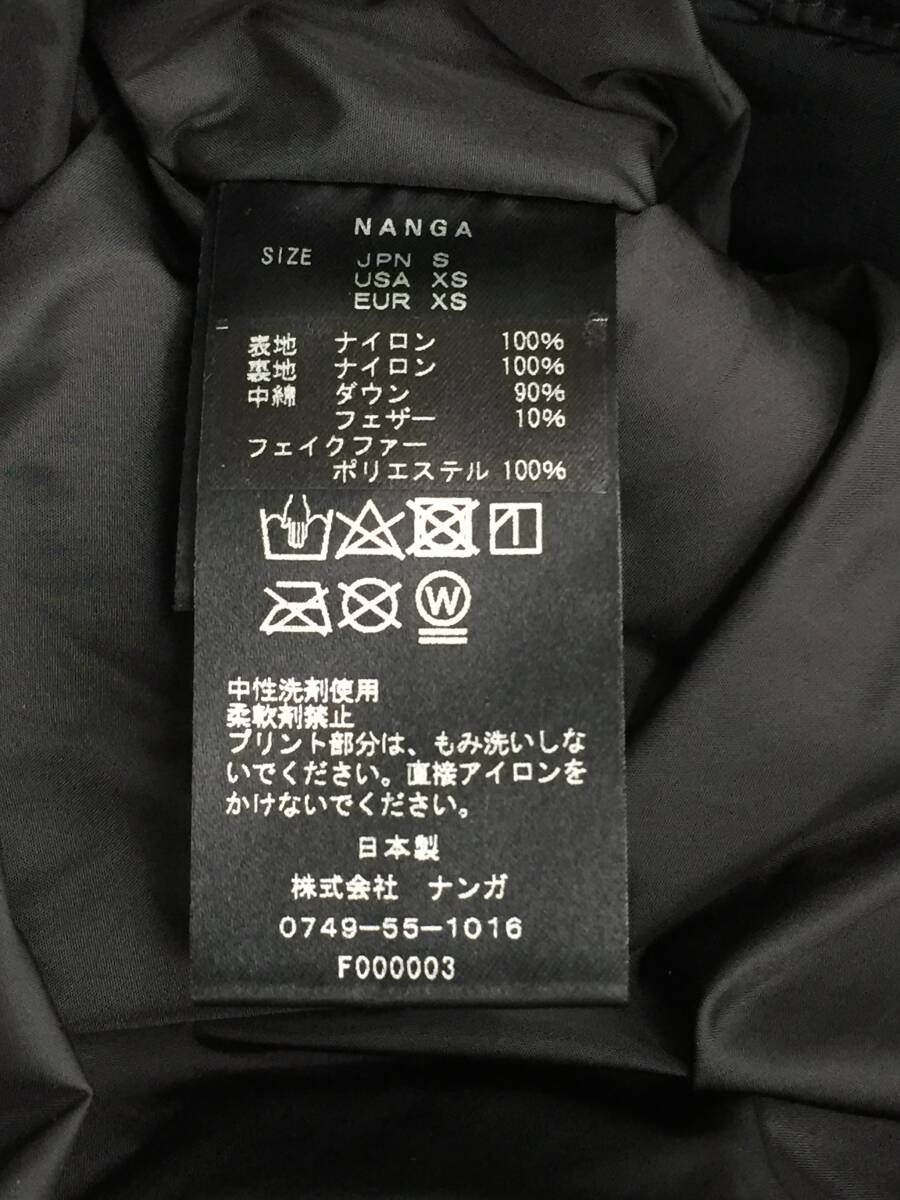 NANGA
SIZE JPN S
USA XS
EUR XS
表地 ナイロン 100%
裏地 ナイロン 100%
中綿 ダウン 90%
フェザー 10%
フェイクファー
ポリエステル 100%
W
中性洗剤使用
柔軟剤禁止
プリント部分は、もみ洗いしな
いでください。直接アイロンを
かけないでください。
日本製
株式会社 ナンガ
0749-55-1016
F000003